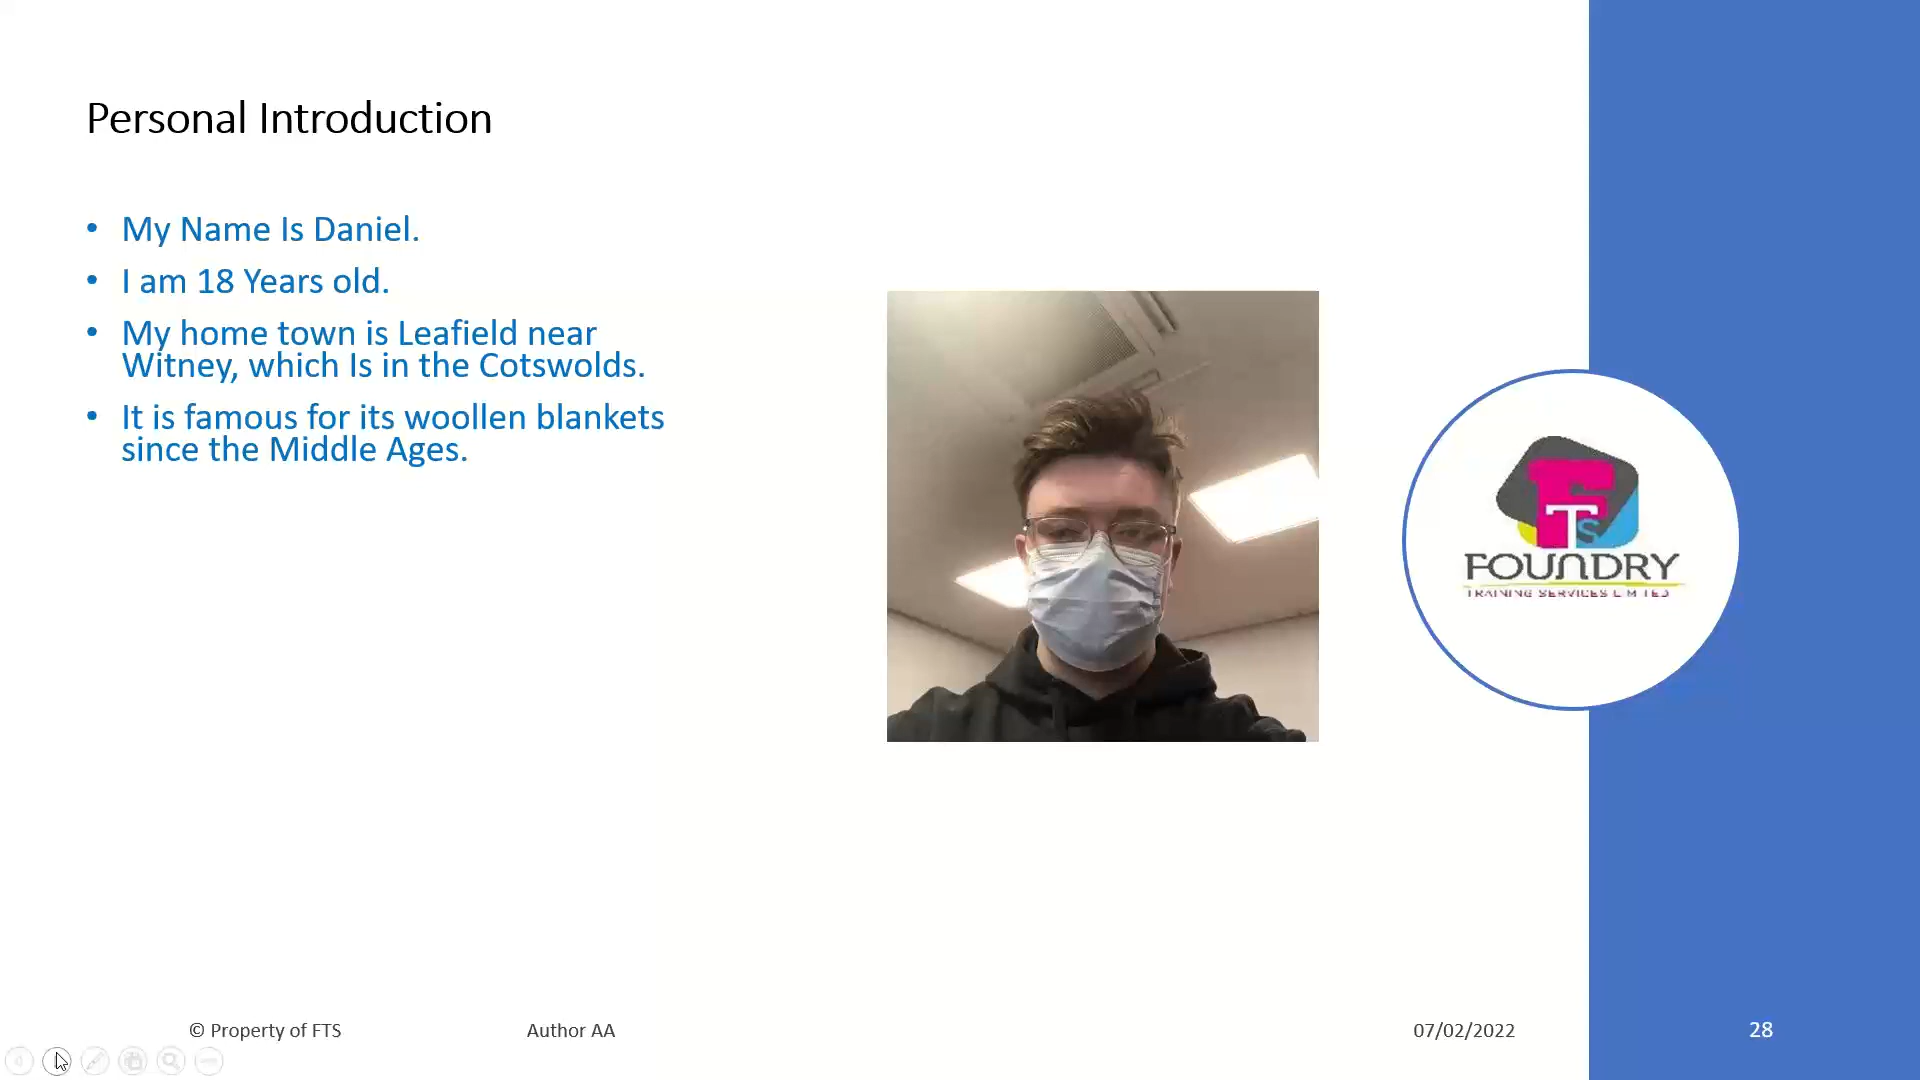 Personal Introduction
• My Name Is Daniel.
• I am 18 Years old.
• My home town is Leafield near
Witney, which Is in the Cotswolds.
• It is famous for its woollen blankets
since the Middle Ages.
FTS
FOUNDRY
TRAINING SERVICES LIMITED
© Property of FTS
Author AA
07/02/2022
28